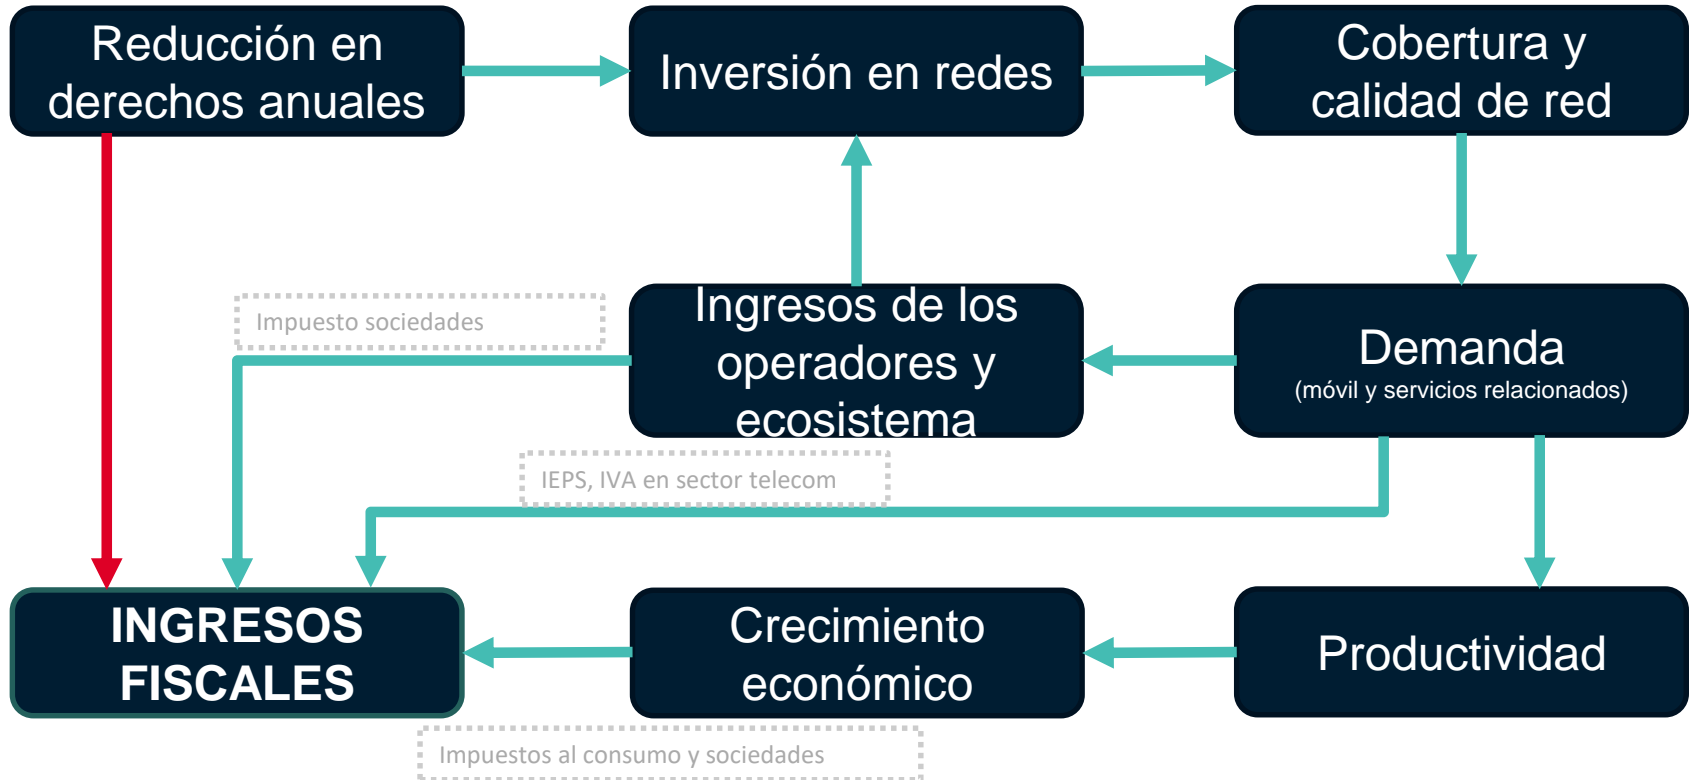 Reducción en
derechos anuales
Inversión en redes
Cobertura y
calidad de red
Impuesto sociedades
Ingresos de los
operadores y
ecosistema
Demanda
(móvil y servicios relacionados)
IEPS, IVA en sector telecom
INGRESOS
FISCALES
Crecimiento
económico
Productividad
Impuestos al consumo y sociedades